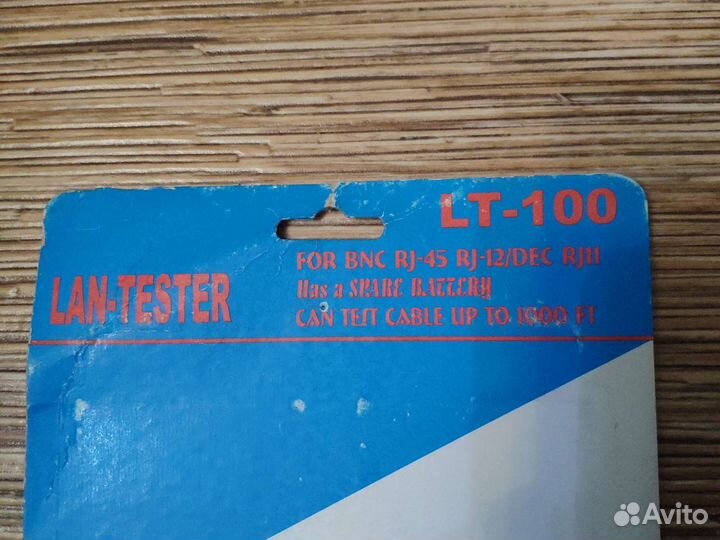 LT-100
FOR BNC RJ-45 RJ-12/DEC RJ11
LAN-TESTER
Has a SPARE BATTERY
CAN TEST CABLE UP TO 1000 FT
Avito